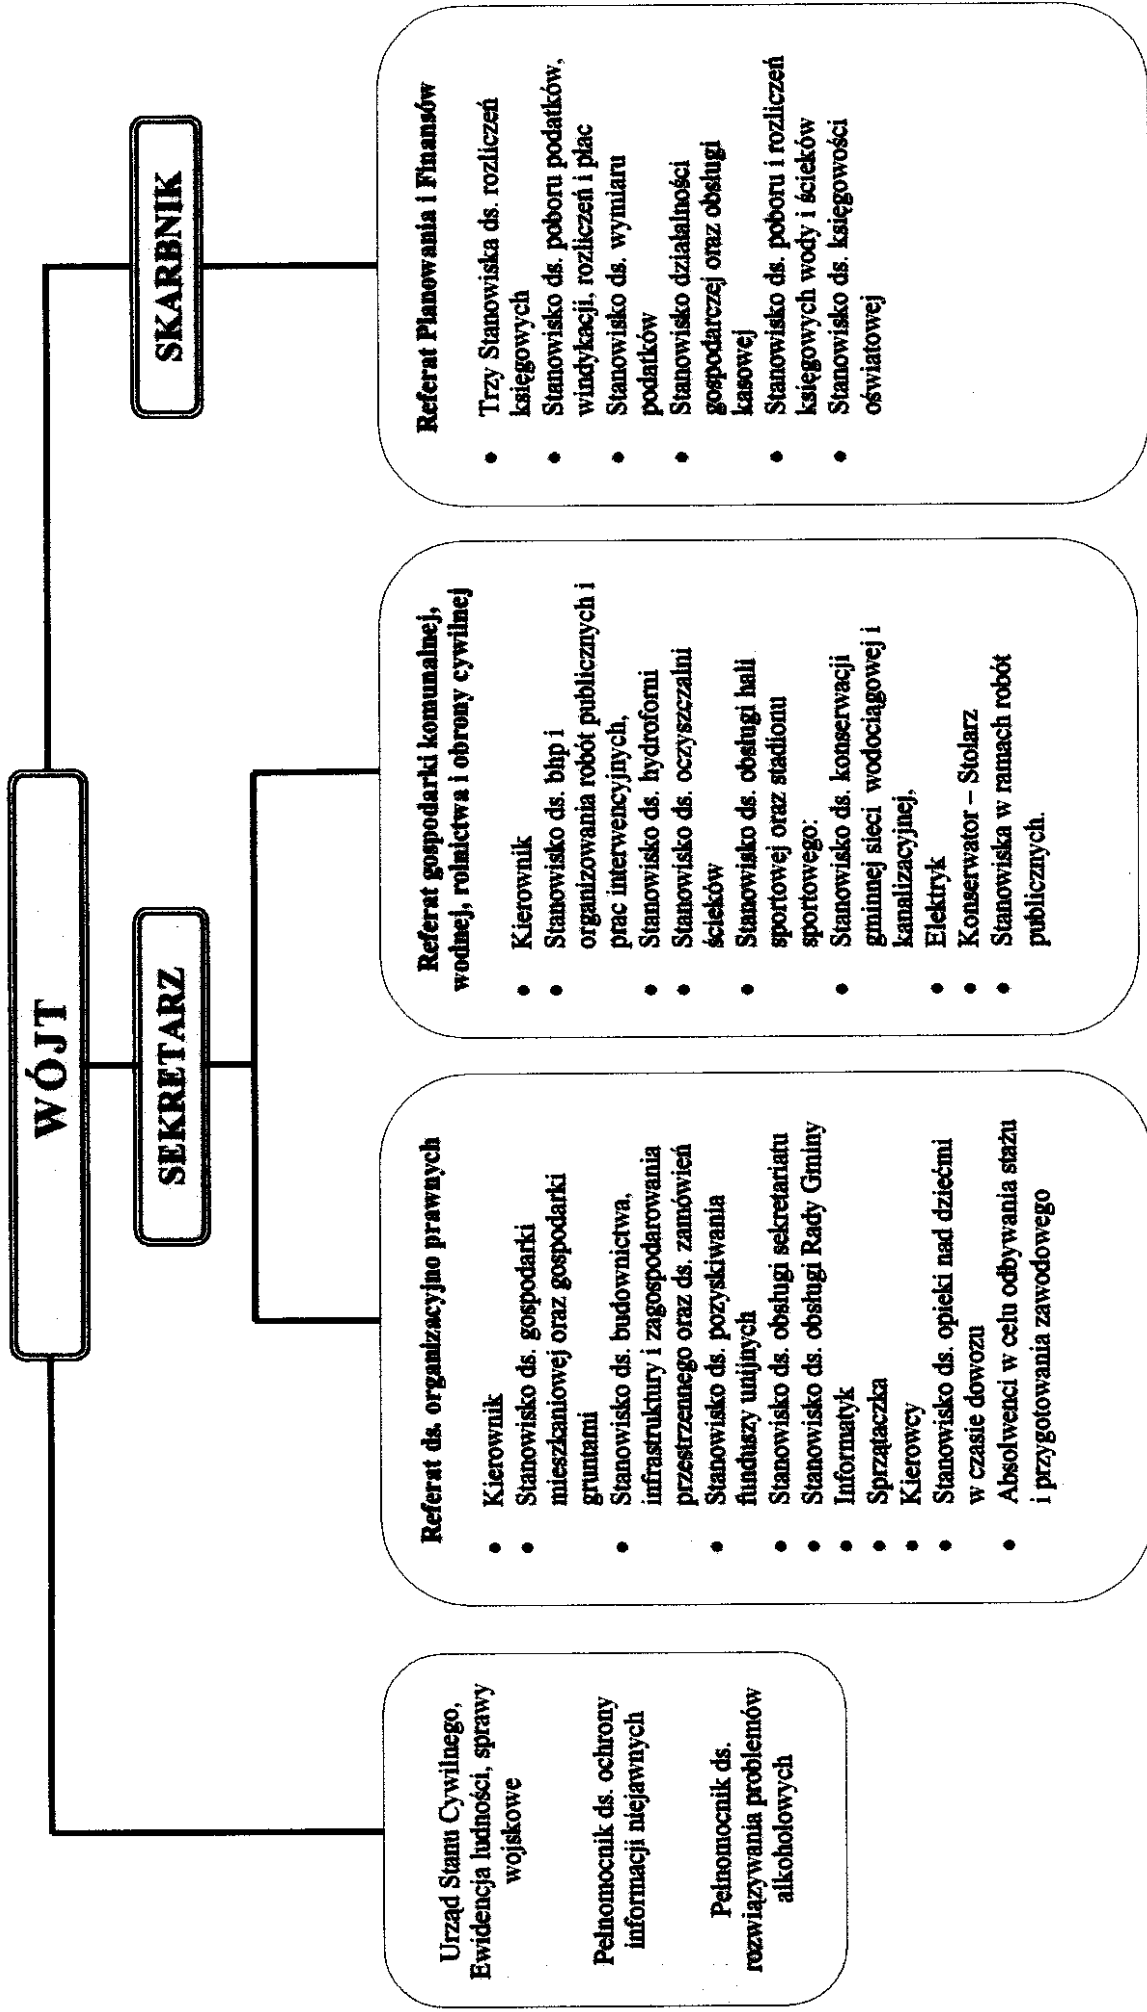 WÓJT
SEKRETARZ
SKARBNIK
Urząd Stanu Cywilnego,
Ewidencja ludności, sprawy
wojskowe
Pełnomocnik ds. ochrony
informacji niejawnych
Pełnomocnik ds.
rozwiązywania problemów
alkoholowych
Referat ds. organizacyjno prawnych
• Kierownik
• Stanowisko ds. gospodarki
mieszkaniowej oraz gospodarki
gruntami
• Stanowisko ds. budownictwa,
infrastruktury i zagospodarowania
przestrzennego oraz ds. zamówień
• Stanowisko ds. pozyskiwania
funduszy unijnych
• Stanowisko ds. obsługi sekretariatu
• Stanowisko ds. obsługi Rady Gminy
• Informatyk
• Sprzątaczka
• Kierowcy
• Stanowisko ds. opieki nad dziećmi
w czasie dowozu
• Absolwenci w celu odbywania stażu
i przygotowania zawodowego
Referat gospodarki komunalnej,
wodnej, rolnictwa i obrony cywilnej
• Kierownik
• Stanowisko ds. bhp i
organizowania robót publicznych i
prac interwencyjnych,
• Stanowisko ds. hydroforni
• Stanowisko ds. oczyszczalni
ścieków
• Stanowisko ds. obsługi hali
sportowej oraz stadionu
sportowego:
• Stanowisko ds. konserwacji
gminnej sieci wodociągowej i
kanalizacyjnej,
• Elektryk
• Konserwator – Stolarz
• Stanowiska w ramach robót
publicznych.
Referat Planowania i Finansów
• Trzy Stanowiska ds. rozliczeń
księgowych
• Stanowisko ds. poboru podatków,
windykacji, rozliczeń i płac
• Stanowisko ds. wymiaru
podatków
• Stanowisko działalności
gospodarczej oraz obsługi
kasowej
• Stanowisko ds. poboru i rozliczeń
księgowych wody i ścieków
• Stanowisko ds. księgowości
oświatowej